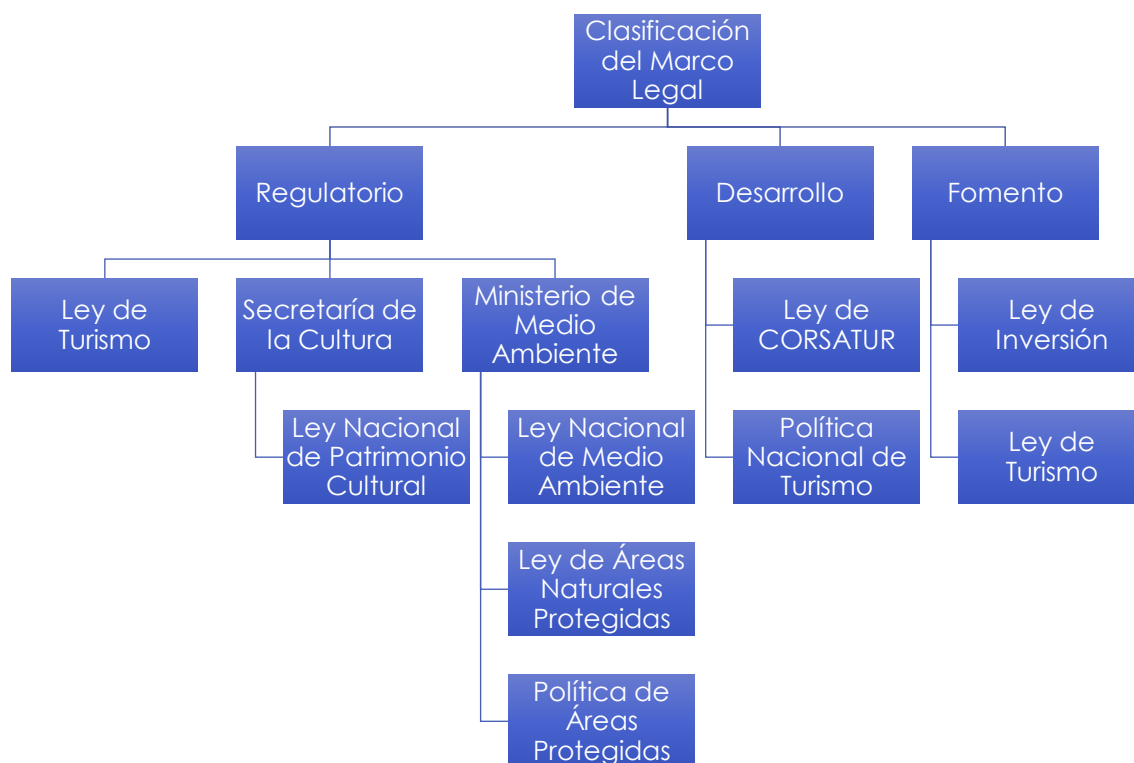 Clasificación
del Marco
Legal
Regulatorio
Desarrollo
Fomento
Ley de
Turismo
Secretaría de
la Cultura
Ministerio de
Medio
Ambiente
Ley de
CORSATUR
Ley de
Inversión
Ley Nacional
de Patrimonio
Cultural
Ley Nacional
de Medio
Ambiente
Política
Nacional de
Turismo
Ley de
Turismo
Ley de Áreas
Naturales
Protegidas
Política de
Áreas
Protegidas